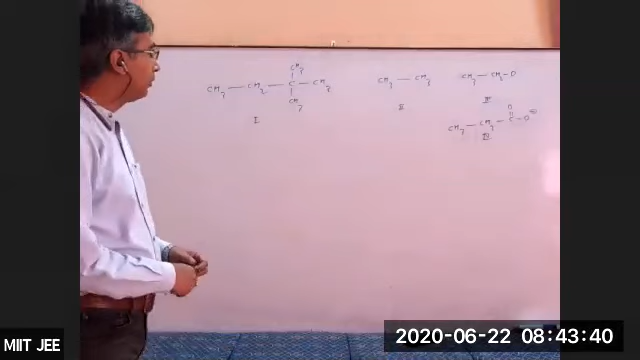 CH3
CH3 — CH2 — C — CH3
CH3
I
CH3 — CH3
II
CH3 — CH2 – D
III
O
CH3 — CH2 — C – O ⊖
IV
MIIT JEE
2020-06-22 08:43:40